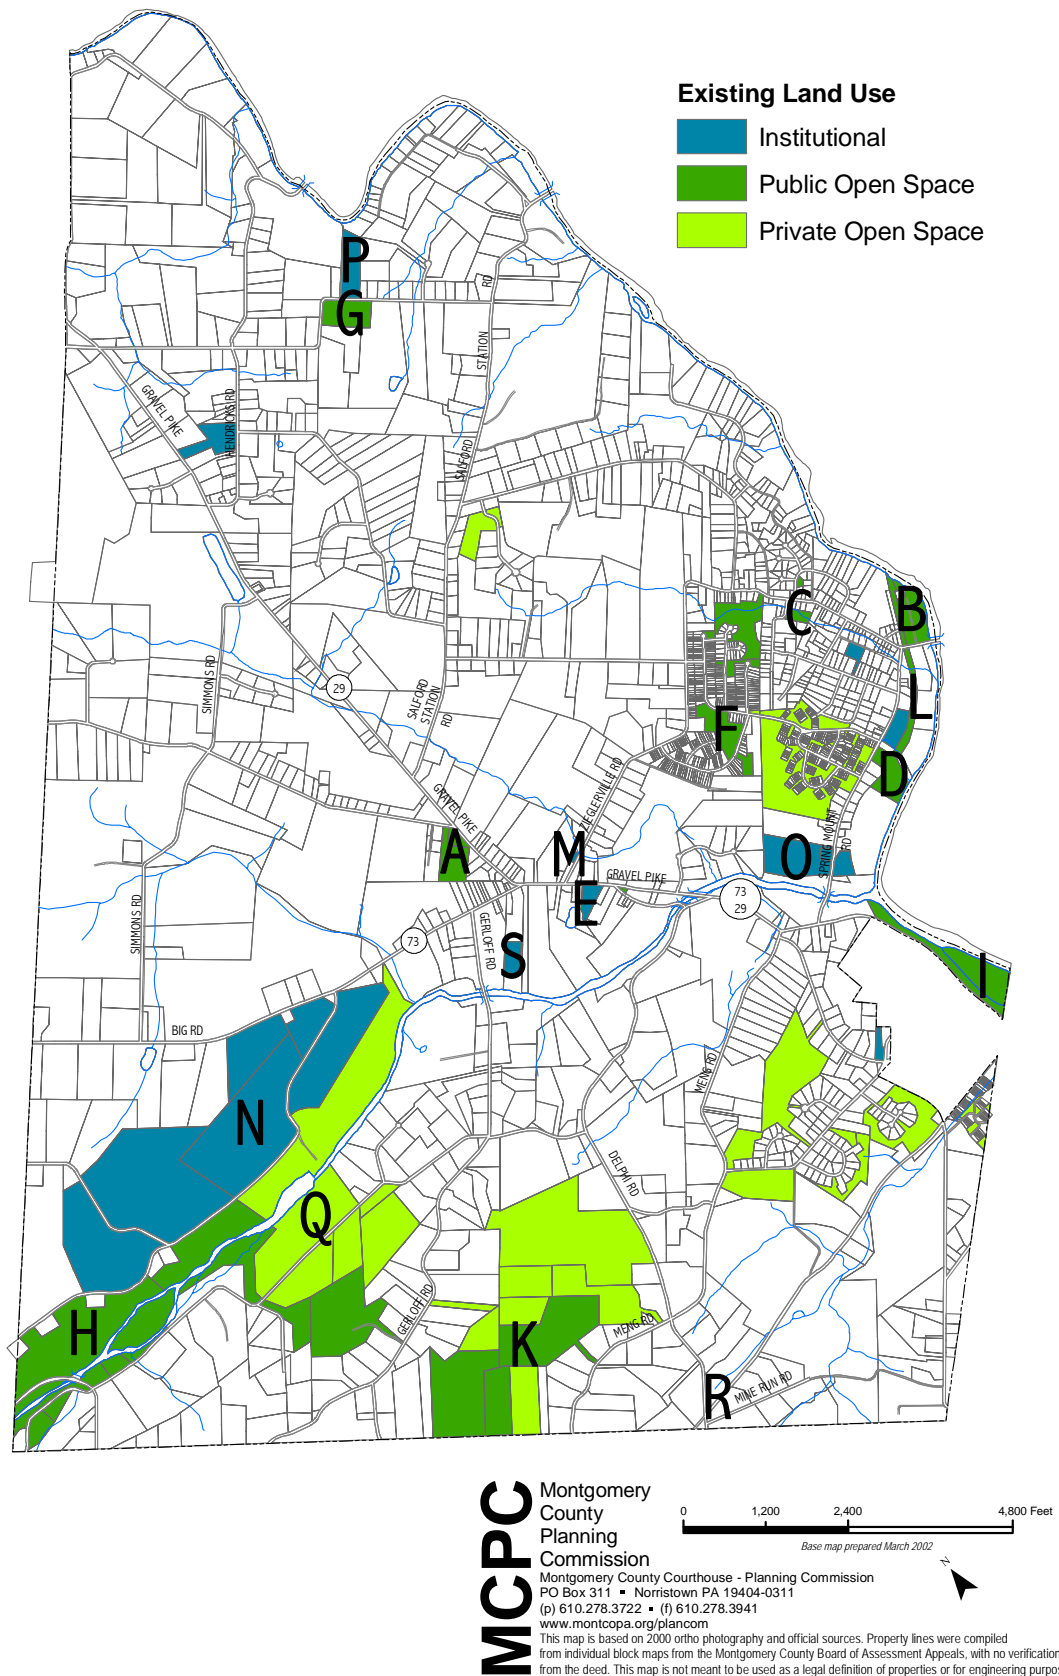 Existing Land Use
Institutional
Public Open Space
Private Open Space
P
G
RD
STATION
GRAVEL PIKE
HENDRICKS RD
SALFORD
C
B
SIMMONS RD
29
SALFORD
STATION
RD
L
F
D
GRAVEL PIKE
ZIEGLERVILLE RD
SPRING MOUNT
RD
A
M
O
GRAVEL PIKE
E
73
29
SIMMONS RD
GERLOFF RD
73
S
I
BIG RD
MENG RD
N
DELPHI RD
Q
H
GERLOFF RD
K
MENG RD
R
MINE RUN RD
MCPC
Montgomery
County
Planning
Commission
0 1,200 2,400 4,800 Feet
Base map prepared March 2002
N
Montgomery County Courthouse - Planning Commission
PO Box 311 ▪ Norristown PA 19404-0311
(p) 610.278.3722 ▪ (f) 610.278.3941
www.montcopa.org/plancom
This map is based on 2000 ortho photography and official sources. Property lines were compiled
from individual block maps from the Montgomery County Board of Assessment Appeals, with no verification
from the deed. This map is not meant to be used as a legal definition of properties or for engineering